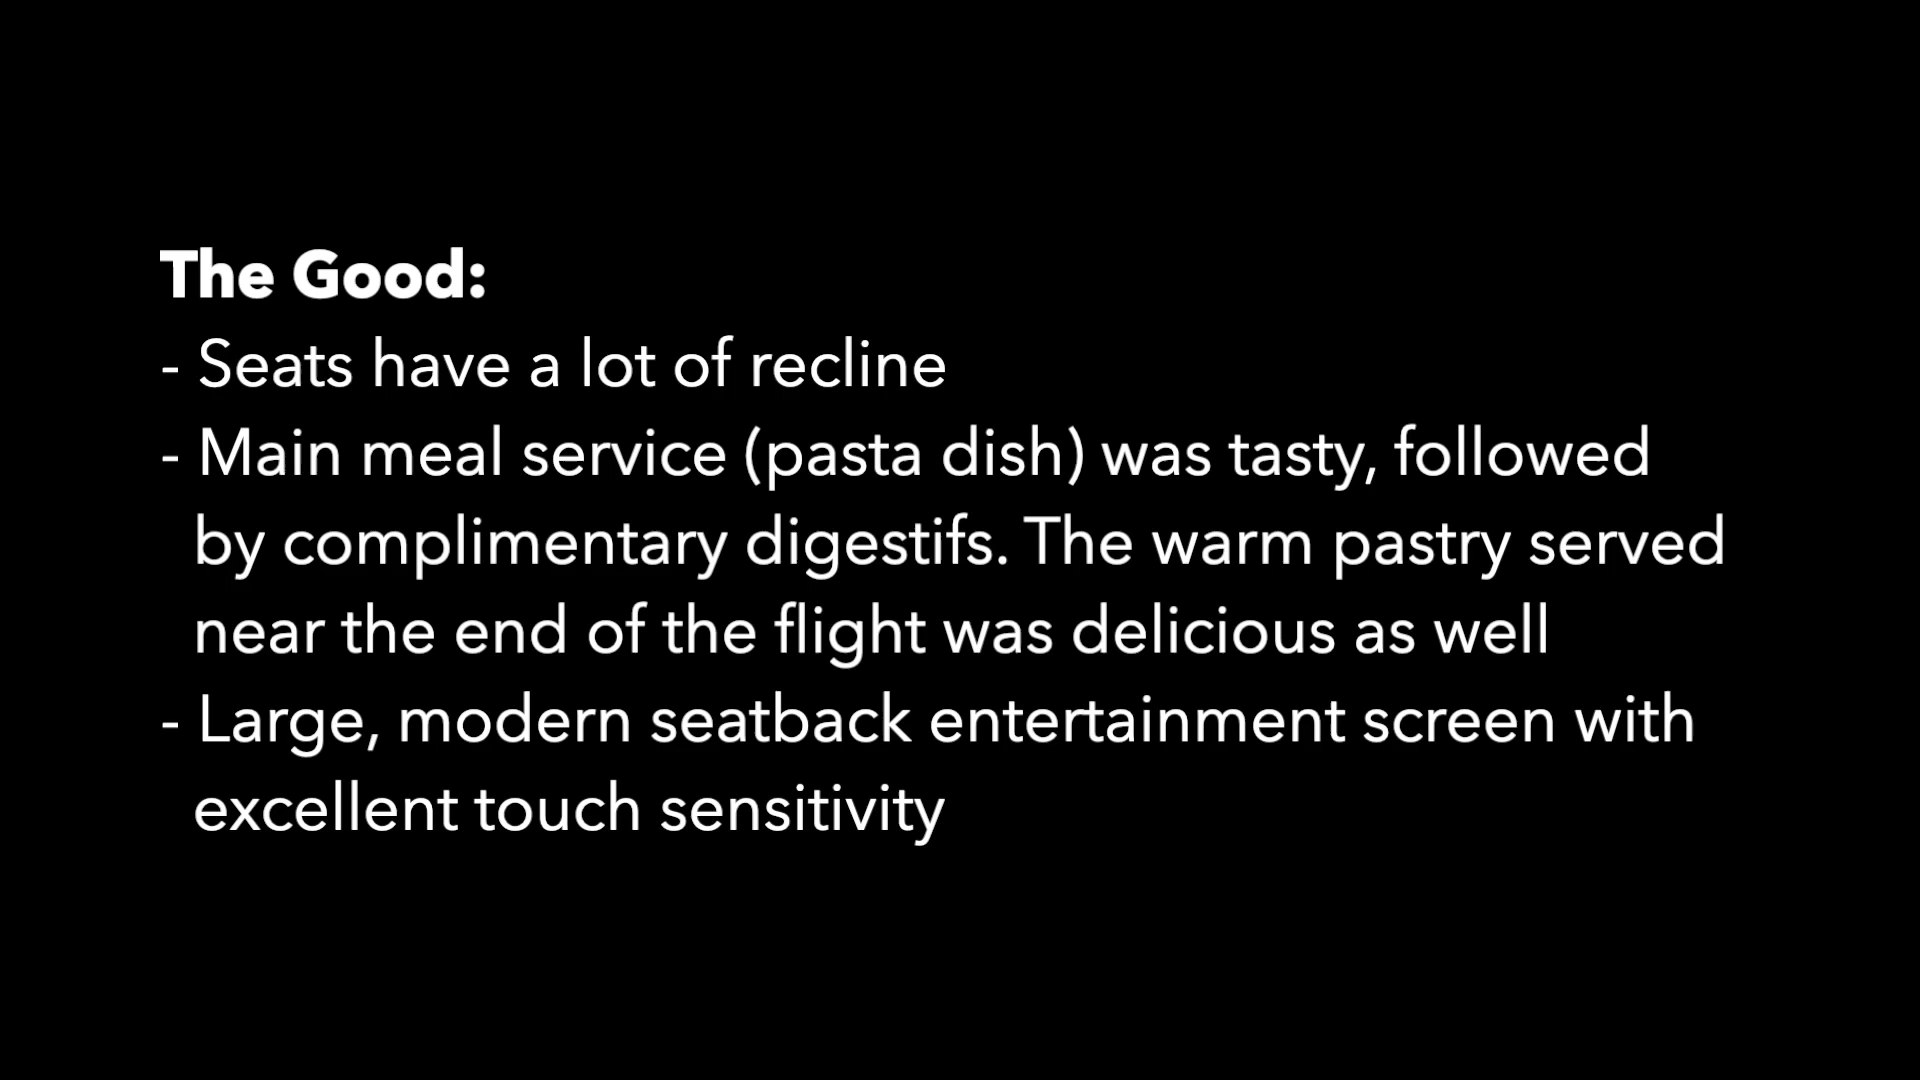 The Good:
- Seats have a lot of recline
- Main meal service (pasta dish) was tasty, followed
by complimentary digestifs. The warm pastry served
near the end of the flight was delicious as well
- Large, modern seatback entertainment screen with
excellent touch sensitivity